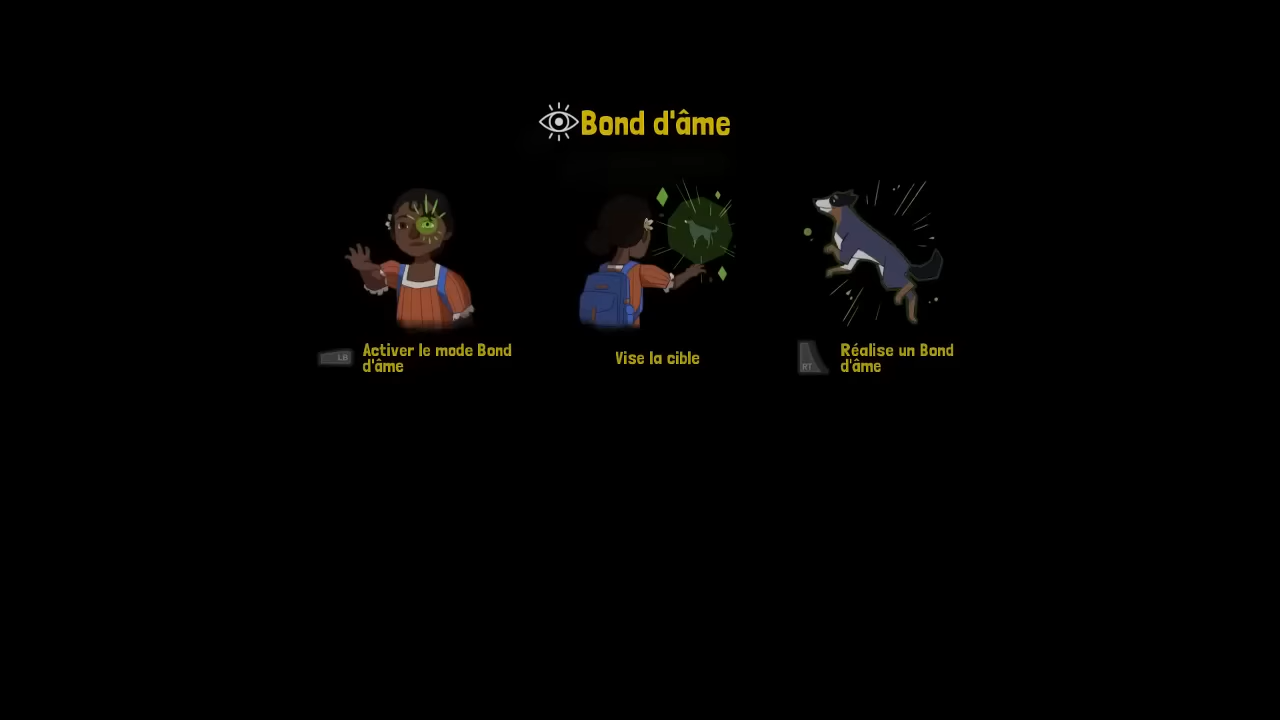 Bond d'âme
LB
Activer le mode Bond
d'âme
Vise la cible
RT
Réalise un Bond
d'âme